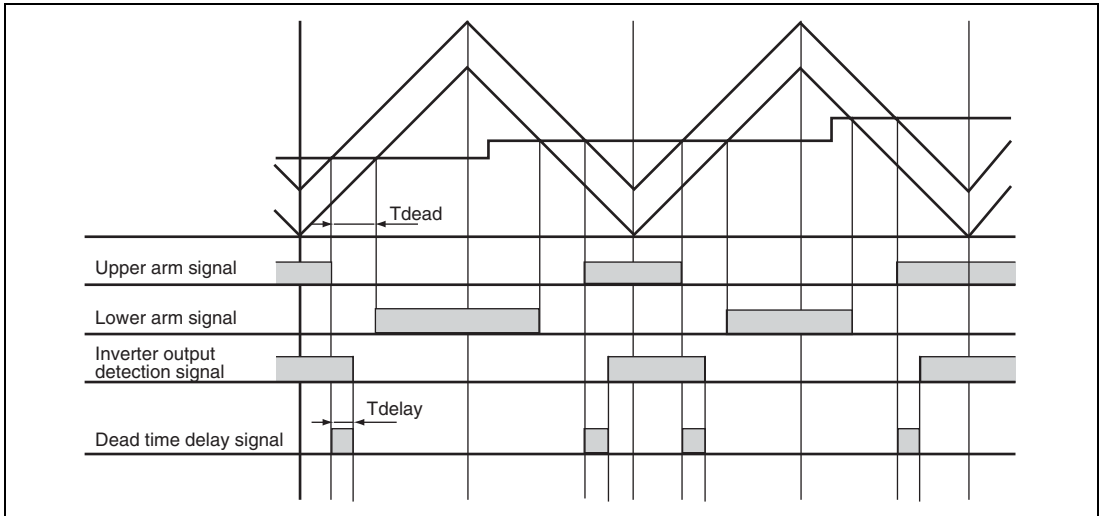 Tdead
Upper arm signal
Lower arm signal
Inverter output
detection signal
Tdelay
Dead time delay signal